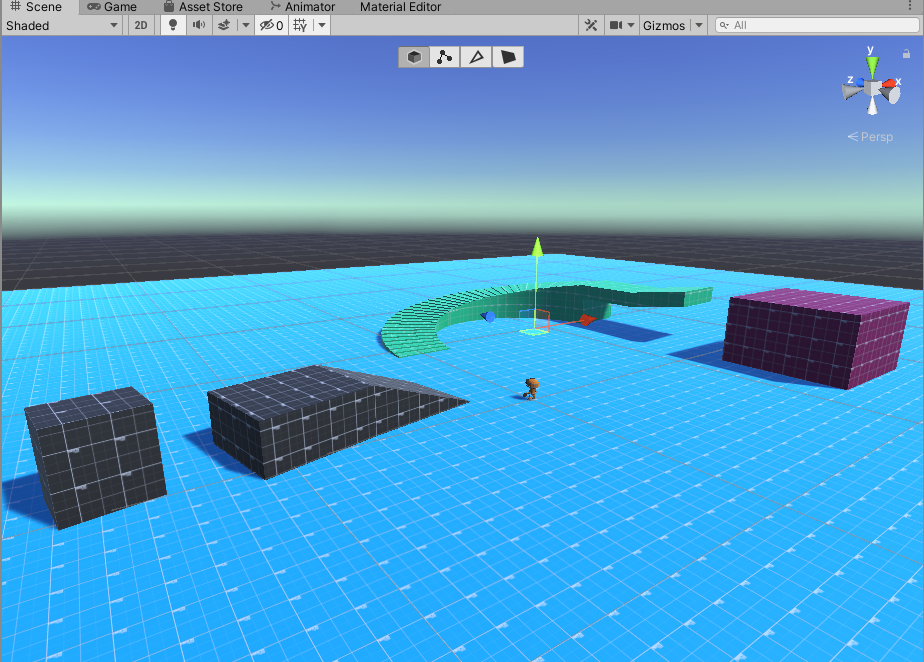 Scene Game Asset Store Animator Material Editor
Shaded 2D 0 Gizmos All
y
z x
Persp